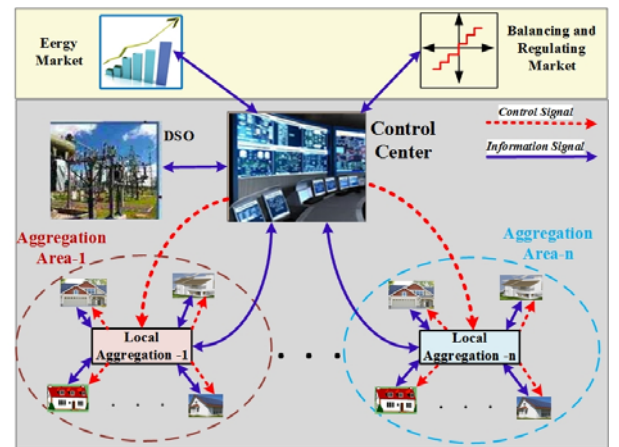 Eergy
Market
Balancing and
Regulating
Market
DSO
Control
Center
Control Signal
Information Signal
Aggregation
Area-1
Aggregation
Area-n
Local
Aggregation -1
Local
Aggregation -n